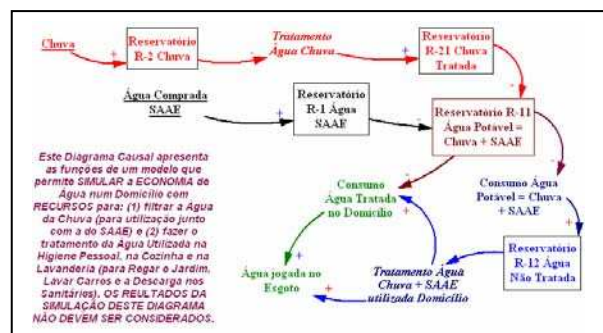 Chuva
Reservatório
R-2 Chuva
Tratamento
Água Chuva
Reservatório
R-21 Chuva
Tratada
Água Comprada
SAAE
Reservatório
R-1 Água
SAAE
Reservatório R-11
Água Potável =
Chuva + SAAE
Este Diagrama Causal apresenta
as funções de um modelo que
permite SIMULAR a ECONOMIA de
Água num Domicílio com
RECURSOS para: (1) filtrar a Água
da Chuva (para utilização junto
com a do SAAE) e (2) fazer o
tratamento da Água Utilizada na
Higiene Pessoal, na Cozinha e na
Lavanderia (para Regar o Jardim,
Lavar Carros e a Descarga nos
Sanitários). OS REULTADOS DA
SIMULAÇÃO DESTE DIAGRAMA
NÃO DEVEM SER CONSIDERADOS.
Consumo
Água Tratada
no Domicílio
Consumo Água
Potável = Chuva
+ SAAE
Reservatório
R-12 Água
Não Tratada
Tratamento Água
Chuva + SAAE
utilizada Domicílio
Água jogada no
Esgoto